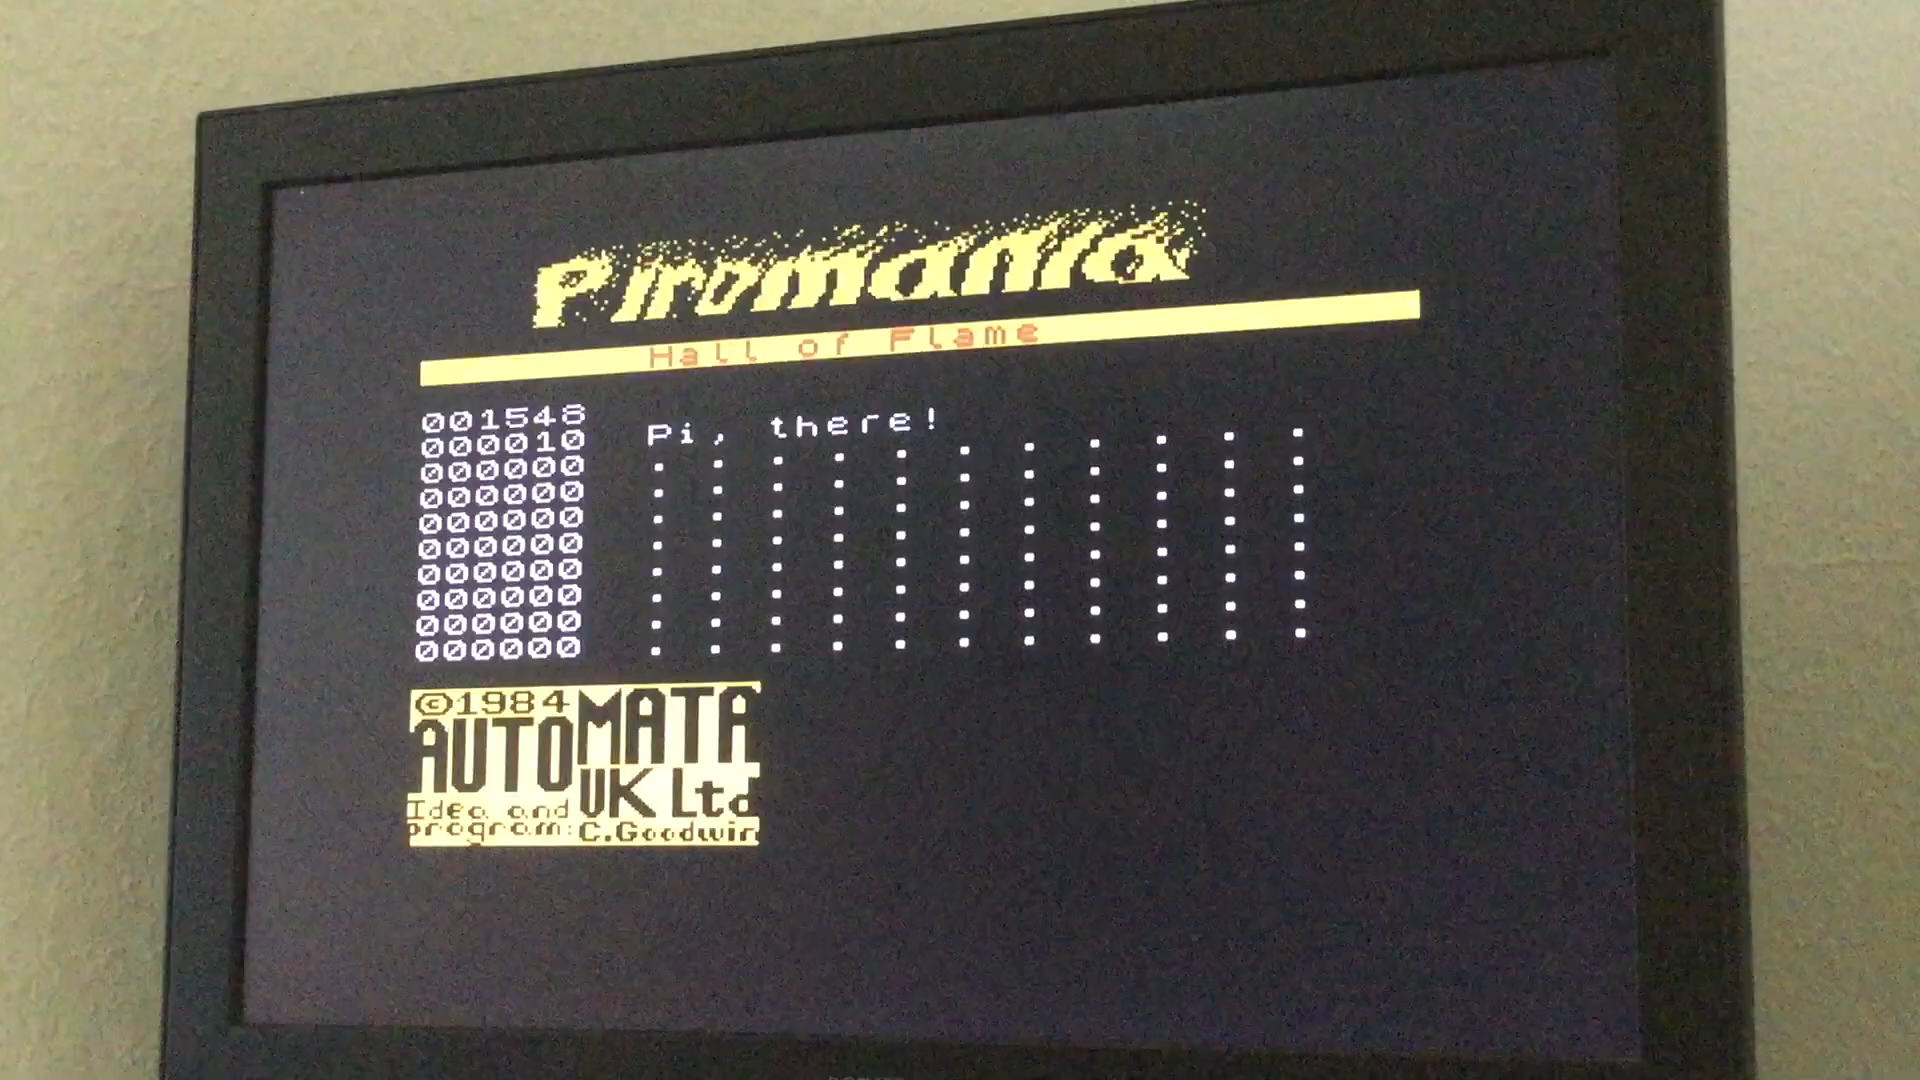 Piromania
Hall of Flame
001548 Pi, there!
000010 . . . . . . . . . . .
000000 . . . . . . . . . . .
000000 . . . . . . . . . . .
000000 . . . . . . . . . . .
000000 . . . . . . . . . . .
000000 . . . . . . . . . . .
000000 . . . . . . . . . . .
000000 . . . . . . . . . . .
000000 . . . . . . . . . . .
©1984
AUTOMATA
UK Ltd
Idea and
program: C.Goodwin